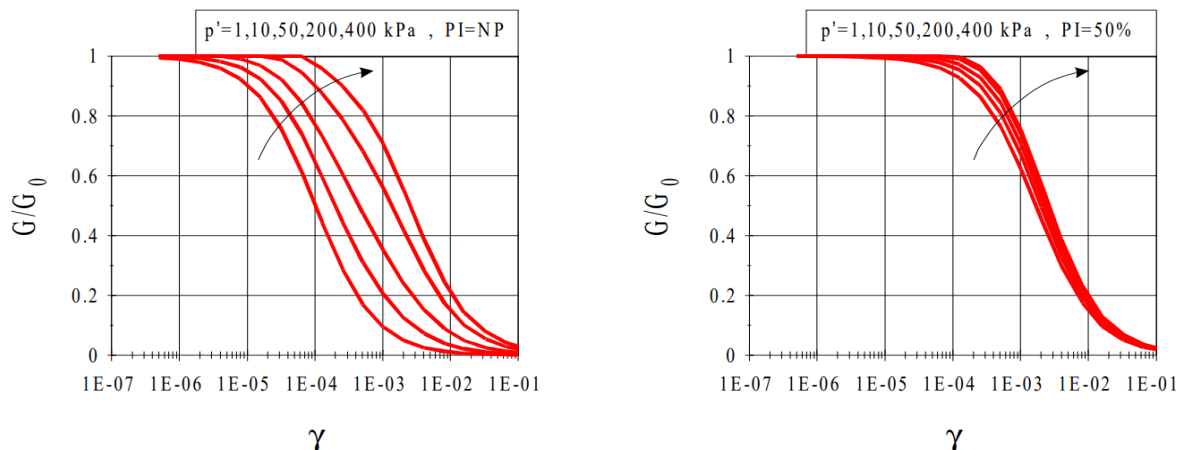 p'=1,10,50,200,400 kPa , PI=NP
1
0.8
0.6
0.4
0.2
0
G/G0
1E-07 1E-06 1E-05 1E-04 1E-03 1E-02 1E-01
γ
p'=1,10,50,200,400 kPa , PI=50%
1
0.8
0.6
0.4
0.2
0
G/G0
1E-07 1E-06 1E-05 1E-04 1E-03 1E-02 1E-01
γ